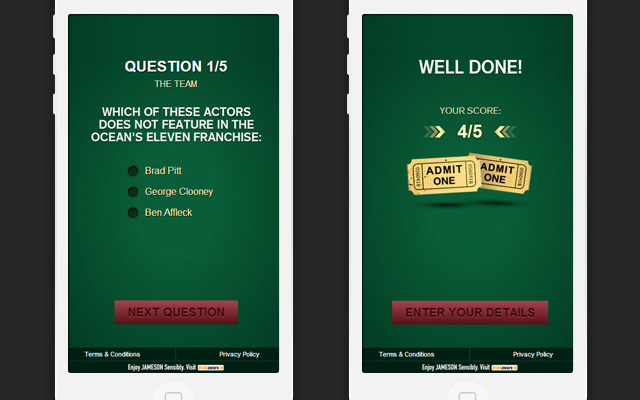 QUESTION 1/5
THE TEAM
WHICH OF THESE ACTORS
DOES NOT FEATURE IN THE
OCEAN'S ELEVEN FRANCHISE:
Brad Pitt
George Clooney
Ben Affleck
NEXT QUESTION
Terms & Conditions
Privacy Policy
Enjoy JAMESON Sensibly. Visit
WELL DONE!
YOUR SCORE:
4/5
ADMIT
ONE
ADMIT
ONE
ENTER YOUR DETAILS
Terms & Conditions
Privacy Policy
Enjoy JAMESON Sensibly. Visit